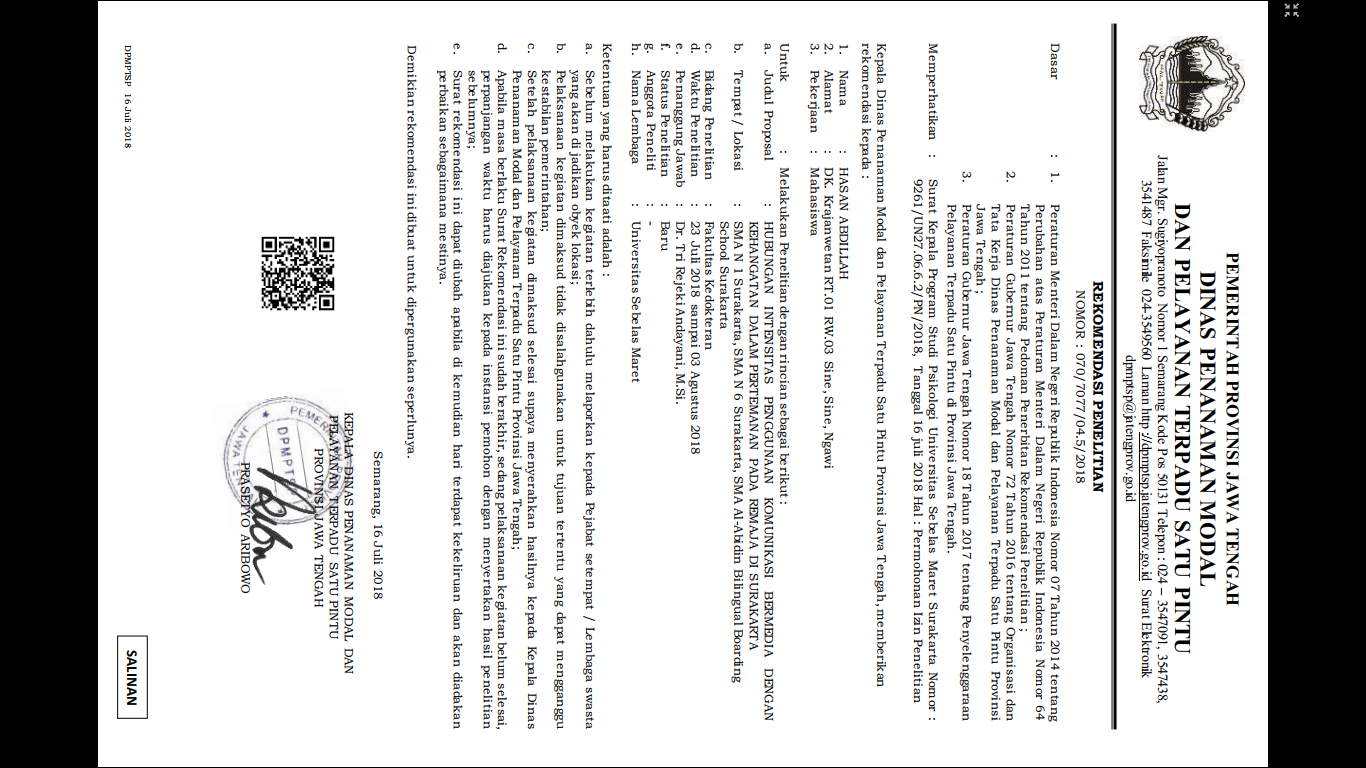 PEMERINTAH PROVINSI JAWA TENGAH
DINAS PENANAMAN MODAL
DAN PELAYANAN TERPADU SATU PINTU
Jalan Mgr. Sugiyopranoto Nomor 1 Semarang Kode Pos 50131 Telepon : 024 – 3547091, 3547438,
3541487 Faksimile 024-3549560 Laman http://dpmptsp.jatengprov.go.id Surat Elektronik
dpmptsp@jatengprov.go.id
REKOMENDASI PENELITIAN
NOMOR : 070/7077/04.5/2018
Dasar : 1. Peraturan Menteri Dalam Negeri Republik Indonesia Nomor 07 Tahun 2014 tentang
Perubahan atas Peraturan Menteri Dalam Negeri Republik Indonesia Nomor 64
Tahun 2011 tentang Pedoman Penerbitan Rekomendasi Penelitian ;
2. Peraturan Gubernur Jawa Tengah Nomor 72 Tahun 2016 tentang Organisasi dan
Tata Kerja Dinas Penanaman Modal dan Pelayanan Terpadu Satu Pintu Provinsi
Jawa Tengah ;
3. Peraturan Gubernur Jawa Tengah Nomor 18 Tahun 2017 tentang Penyelenggaraan
Pelayanan Terpadu Satu Pintu di Provinsi Jawa Tengah.
Memperhatikan : Surat Kepala Program Studi Psikologi Universitas Sebelas Maret Surakarta Nomor :
9261/UN27.06.6.2/PN/2018, Tanggal 16 juli 2018 Hal : Permohonan Izin Penelitian
Kepala Dinas Penanaman Modal dan Pelayanan Terpadu Satu Pintu Provinsi Jawa Tengah, memberikan
rekomendasi kepada :
1. Nama : HASAN ABDILLAH
2. Alamat : DK. Krajanwetan RT.01 RW.03 Sine, Sine, Ngawi
3. Pekerjaan : Mahasiswa
Untuk : Melakukan Penelitian dengan rincian sebagai berikut :
a. Judul Proposal : HUBUNGAN INTENSITAS PENGGUNAAN KOMUNIKASI BERMEDIA DENGAN
KEHANGATAN DALAM PERTEMANAN PADA REMAJA DI SURAKARTA
b. Tempat / Lokasi : SMA N 1 Surakarta, SMA N 6 Surakarta, SMA Al-Abidin Bilingual Boarding
School Surakarta
c. Bidang Penelitian : Fakultas Kedokteran
d. Waktu Penelitian : 23 Juli 2018 sampai 03 Agustus 2018
e. Penanggung Jawab : Dr. Tri Rejeki Andayani, M.Si.
f. Status Penelitian : Baru
g. Anggota Peneliti : -
h. Nama Lembaga : Universitas Sebelas Maret
Ketentuan yang harus ditaati adalah :
a. Sebelum melakukan kegiatan terlebih dahulu melaporkan kepada Pejabat setempat / Lembaga swasta
yang akan di jadikan obyek lokasi;
b. Pelaksanaan kegiatan dimaksud tidak disalahgunakan untuk tujuan tertentu yang dapat mengganggu
kestabilan pemerintahan;
c. Setelah pelaksanaan kegiatan dimaksud selesai supaya menyerahkan hasilnya kepada Kepala Dinas
Penanaman Modal dan Pelayanan Terpadu Satu Pintu Provinsi Jawa Tengah;
d. Apabila masa berlaku Surat Rekomendasi ini sudah berakhir, sedang pelaksanaan kegiatan belum selesai,
perpanjangan waktu harus diajukan kepada instansi pemohon dengan menyertakan hasil penelitian
sebelumnya;
e. Surat rekomendasi ini dapat diubah apabila di kemudian hari terdapat kekeliruan dan akan diadakan
perbaikan sebagaimana mestinya.
Demikian rekomendasi ini dibuat untuk dipergunakan seperlunya.
Semarang, 16 Juli 2018
KEPALA DINAS PENANAMAN MODAL DAN
PELAYANAN TERPADU SATU PINTU
PROVINSI JAWA TENGAH
DPMPTSP
PRASETYO ARIBOWO
DPMPTSP 16 Juli 2018
SALINAN